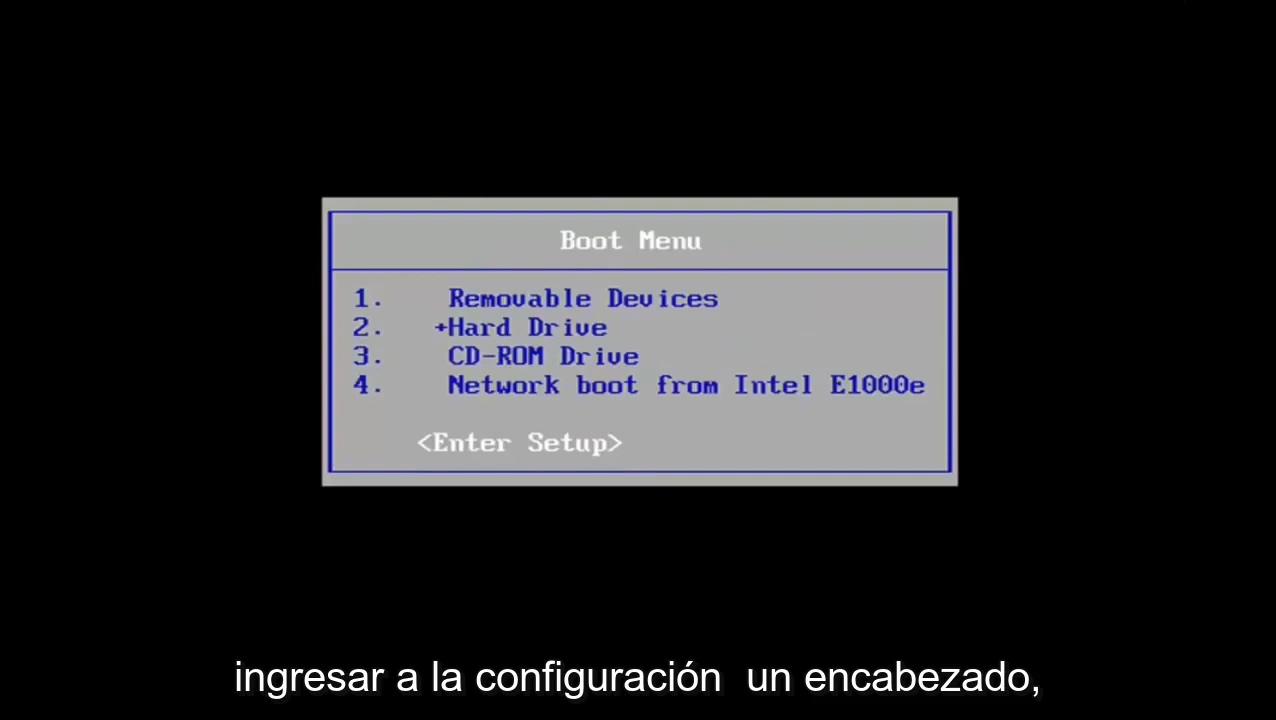 Boot Menu
1. Removable Devices
2. +Hard Drive
3. CD-ROM Drive
4. Network boot from Intel E1000e
<Enter Setup>
ingresar a la configuración un encabezado,